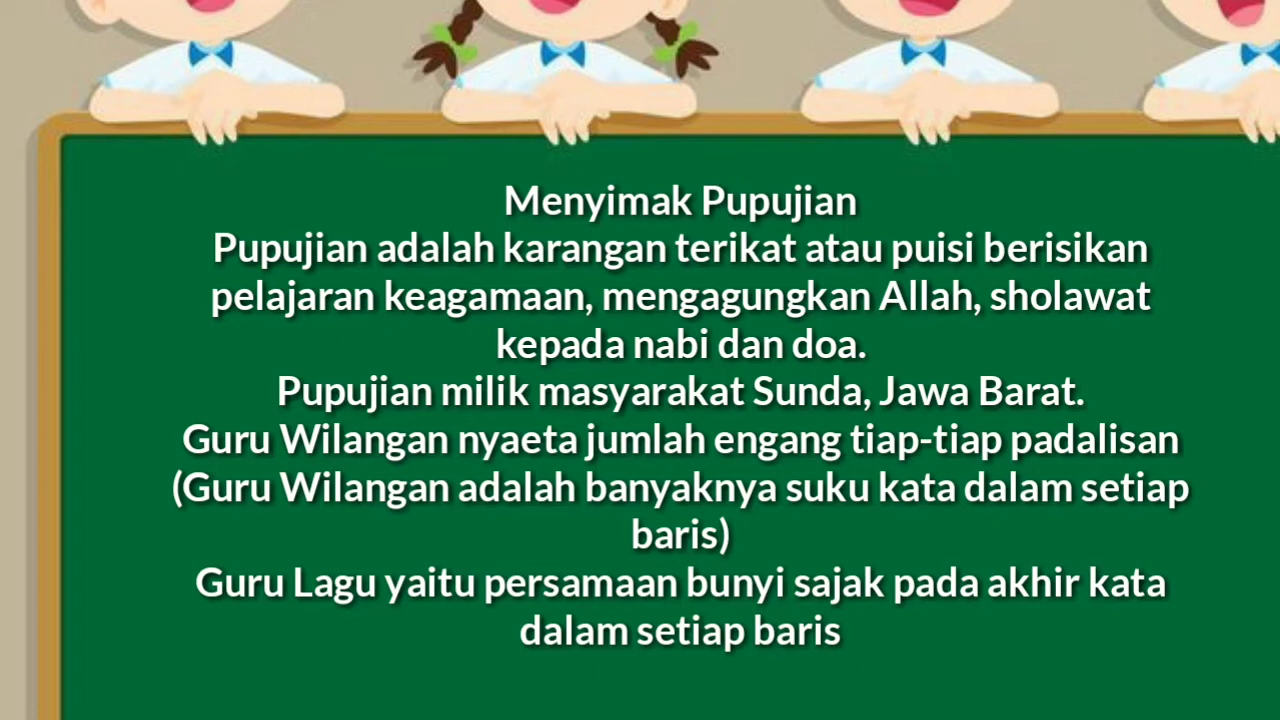 Menyimak Pupujian
Pupujian adalah karangan terikat atau puisi berisikan
pelajaran keagamaan, mengagungkan Allah, sholawat
kepada nabi dan doa.
Pupujian milik masyarakat Sunda, Jawa Barat.
Guru Wilangan nyaeta jumlah engang tiap-tiap padalisan
(Guru Wilangan adalah banyaknya suku kata dalam setiap
baris)
Guru Lagu yaitu persamaan bunyi sajak pada akhir kata
dalam setiap baris